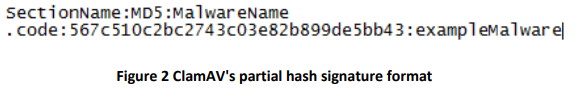 SectionName:MD5:MalwareName
.code:567c510c2bc2743c03e82b899de5bb43:exampleMalware
Figure 2 ClamAV's partial hash signature format